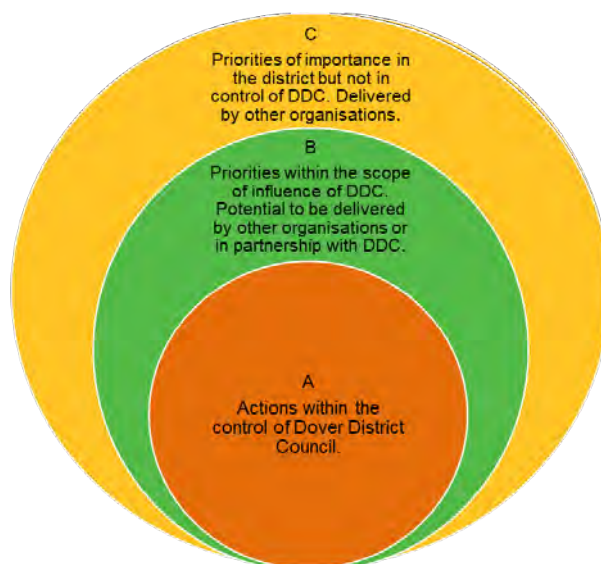 C
Priorities of importance in
the district but not in
control of DDC. Delivered
by other organisations.
B
Priorities within the scope
of influence of DDC.
Potential to be delivered
by other organisations or
in partnership with DDC.
A
Actions within the
control of Dover District
Council.